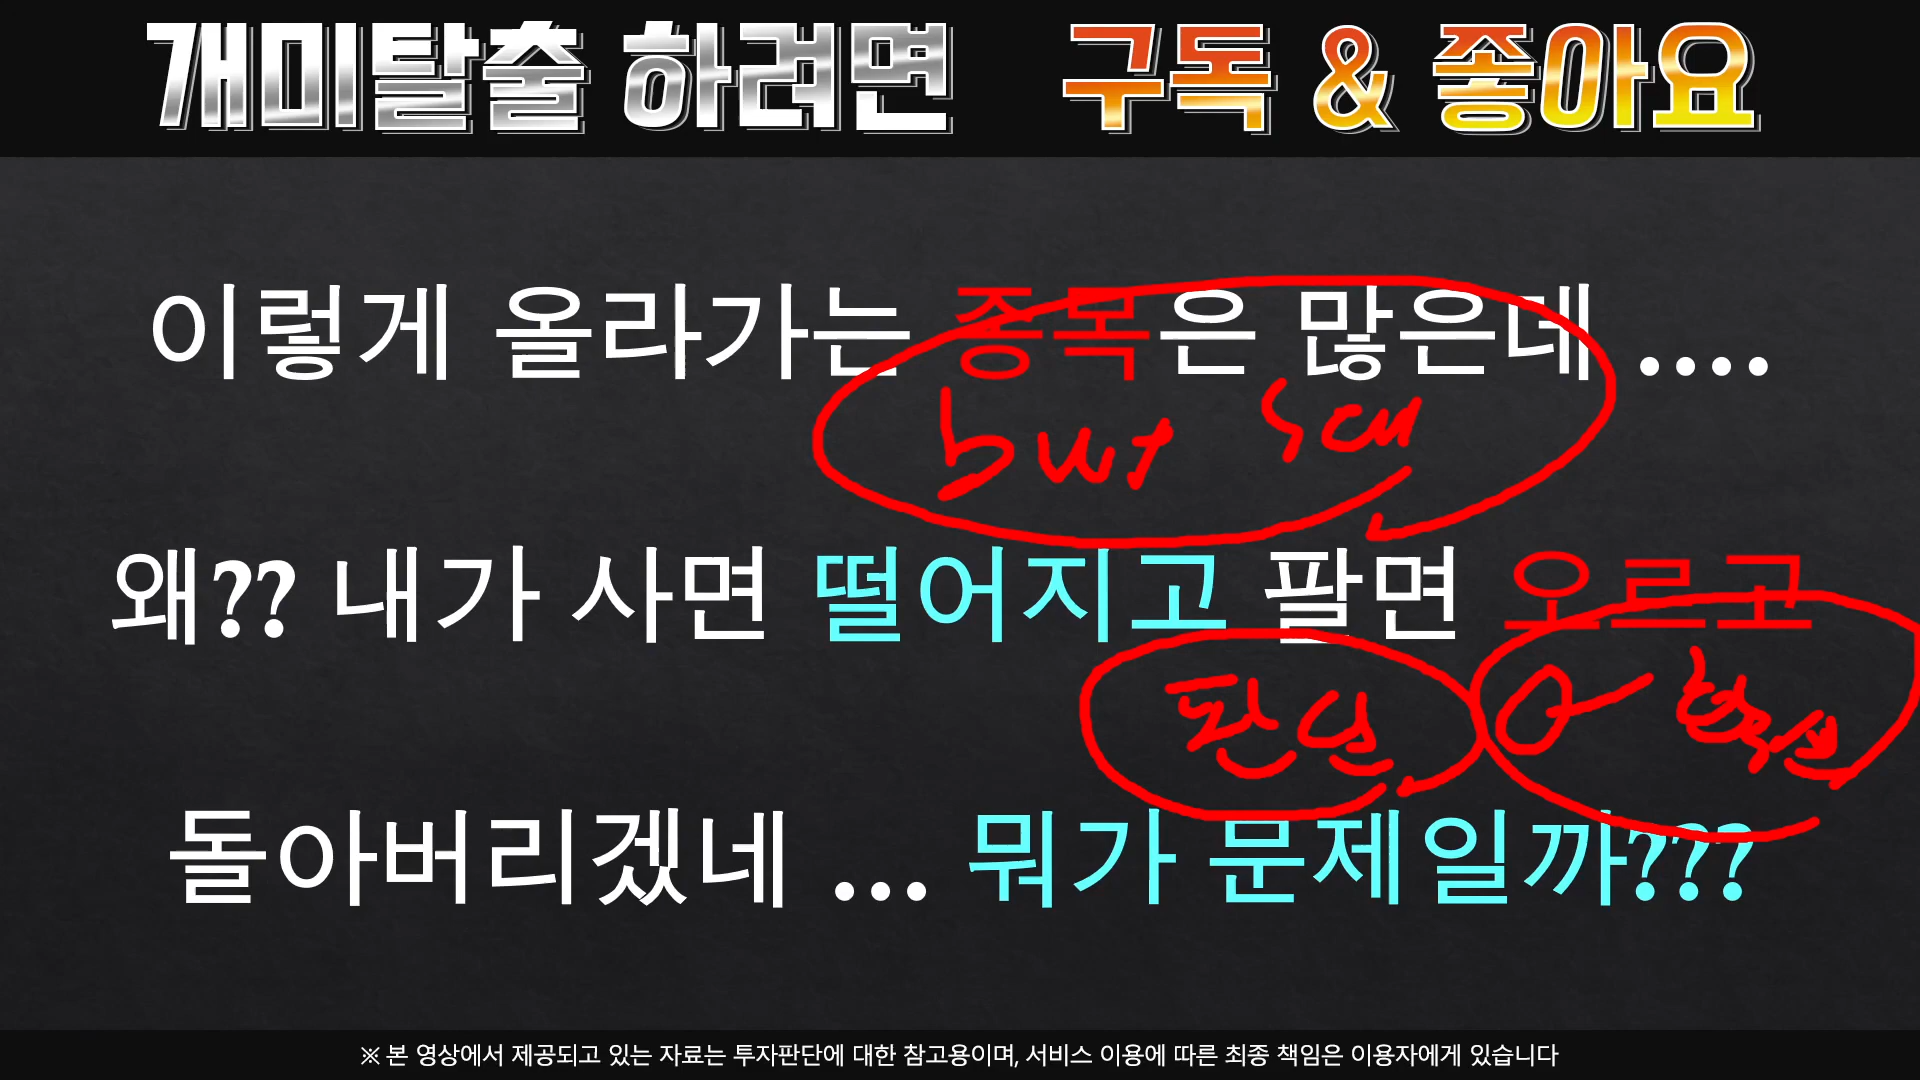 개미탈출 하려면 구독 & 좋아요
이렇게 올라가는 종목은 많은데 ....
but
왜?? 내가 사면 떨어지고 팔면 오르고
판단
돌아버리겠네 ... 뭐가 문제일까???
※ 본 영상에서 제공되고 있는 자료는 투자판단에 대한 참고용이며, 서비스 이용에 따른 최종 책임은 이용자에게 있습니다